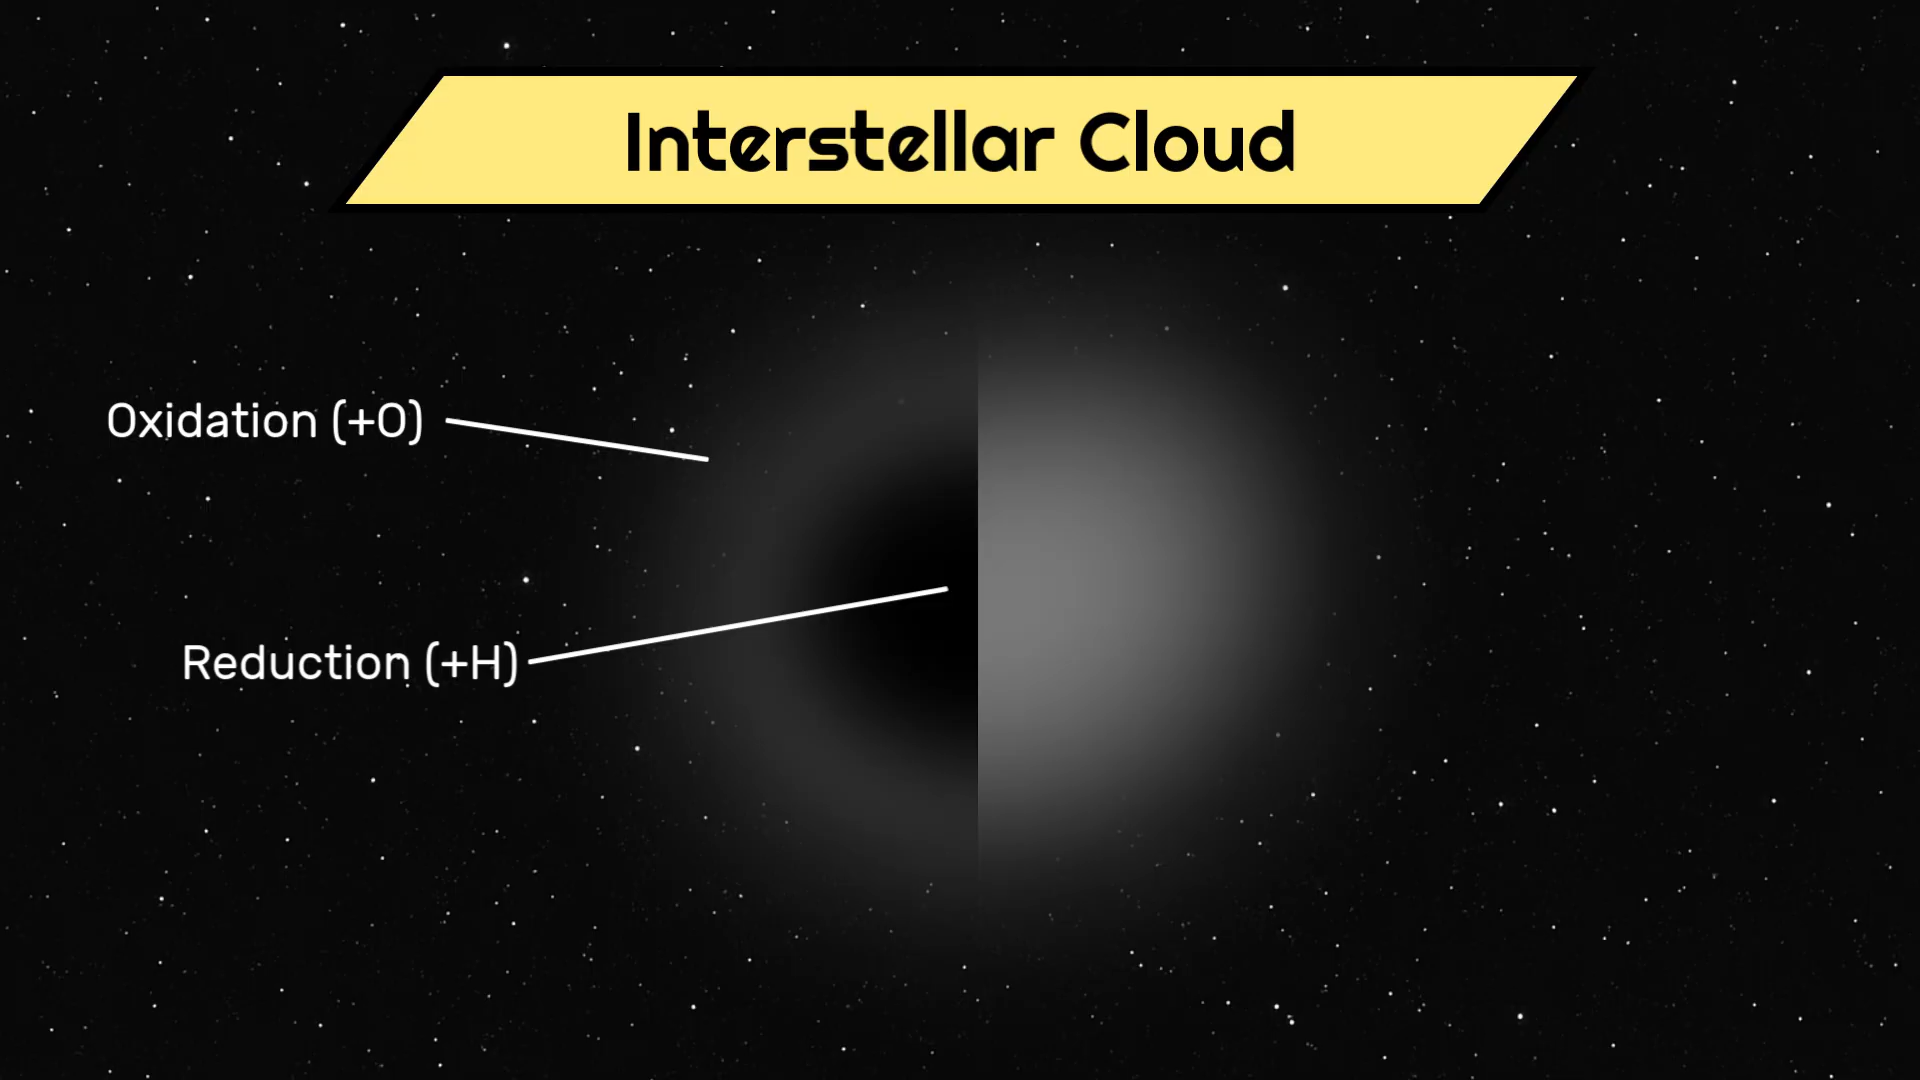 Interstellar Cloud
Oxidation (+O)
Reduction (+H)